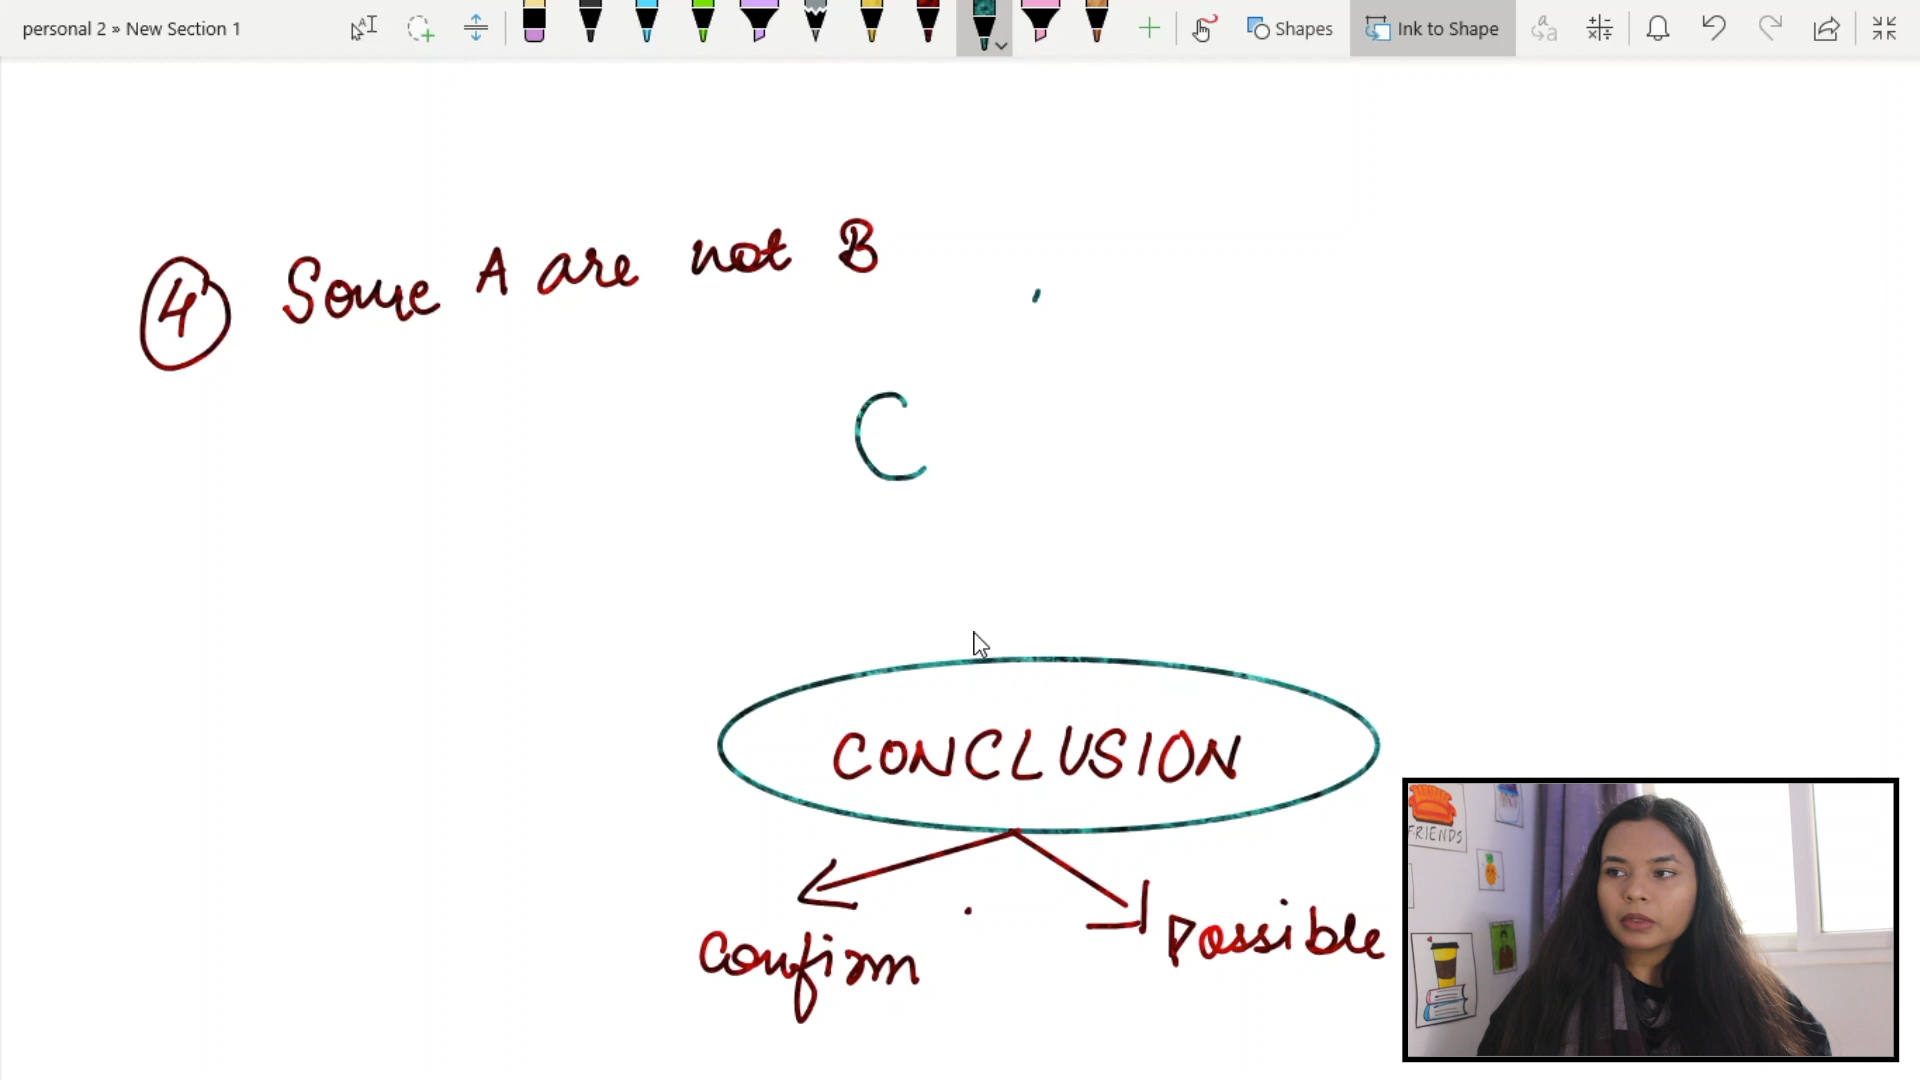 personal 2 » New Section 1
Shapes
Ink to Shape
4 Some A are not B
C
CONCLUSION
Confirm
Possible
FRIENDS